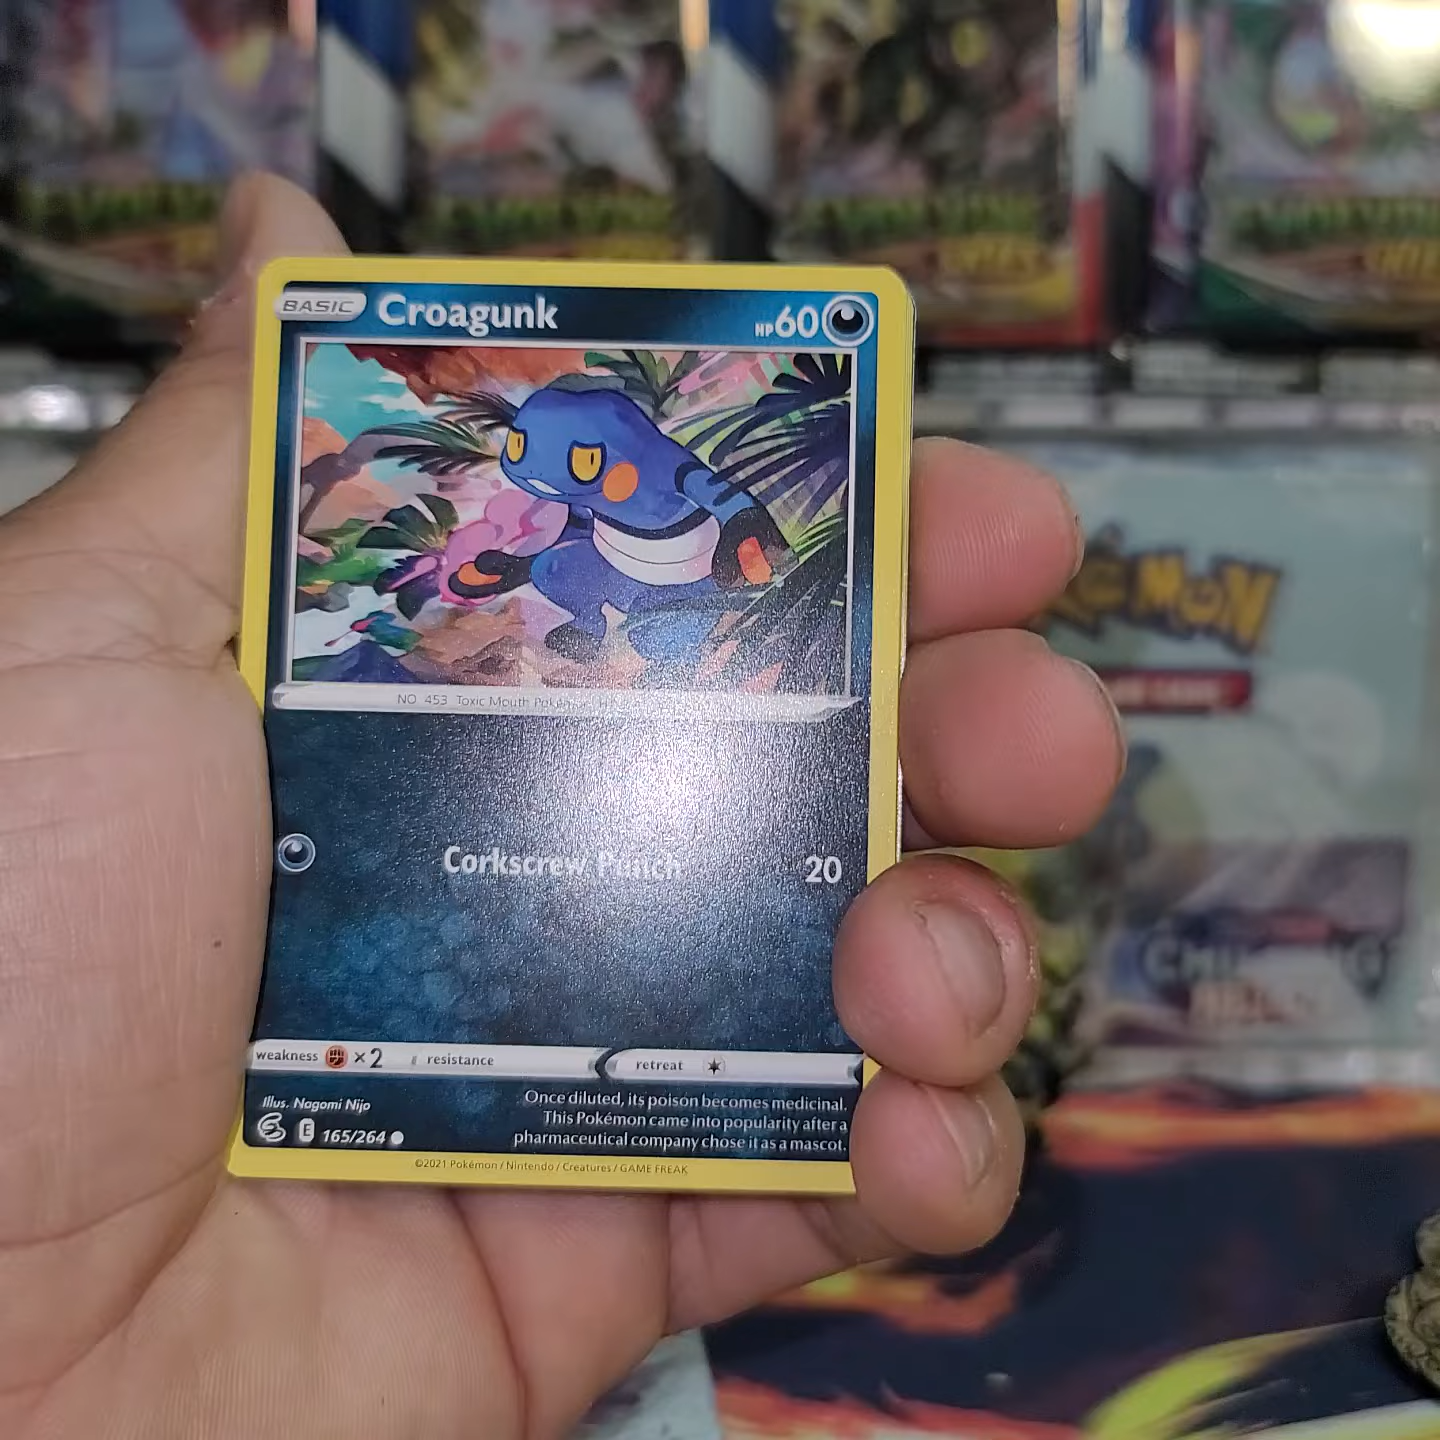 BASIC Croagunk HP 60
NO. 453 Toxic Mouth Pokémon
Corkscrew Punch 20
weakness ×2 resistance retreat
Illus. Nagomi Nijo
Once diluted, its poison becomes medicinal.
This Pokémon came into popularity after a
pharmaceutical company chose it as a mascot.
E 165/264
©2021 Pokémon / Nintendo / Creatures / GAME FREAK
POKÉMON